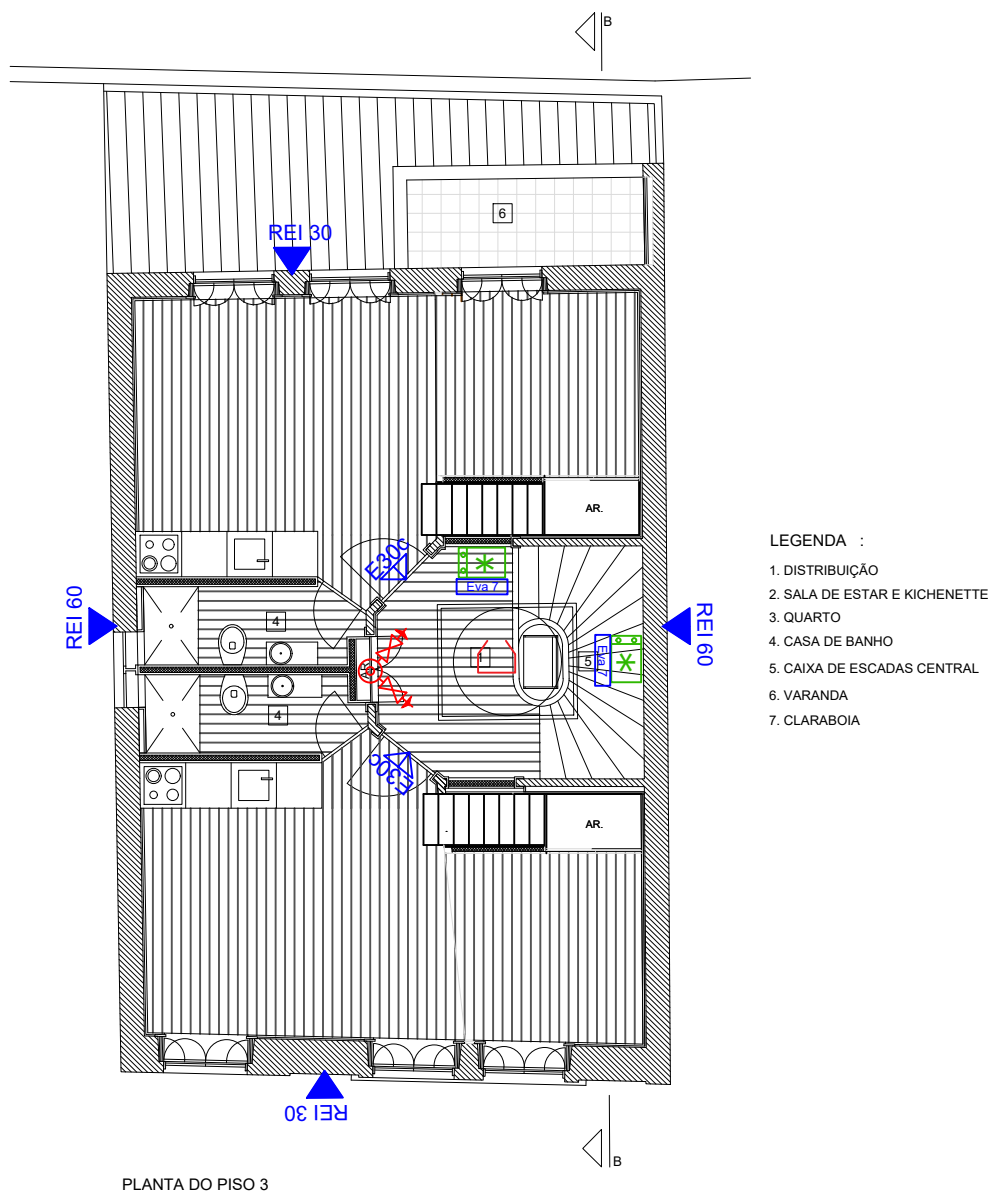 B
6
REI 30
AR.
E30c
Eva 7
REI 60
4
REI 60
5
Eva 7
4
E30c
AR.
LEGENDA :
1. DISTRIBUIÇÃO
2. SALA DE ESTAR E KICHENETTE
3. QUARTO
4. CASA DE BANHO
5. CAIXA DE ESCADAS CENTRAL
6. VARANDA
7. CLARABOIA
REI 30
B
PLANTA DO PISO 3